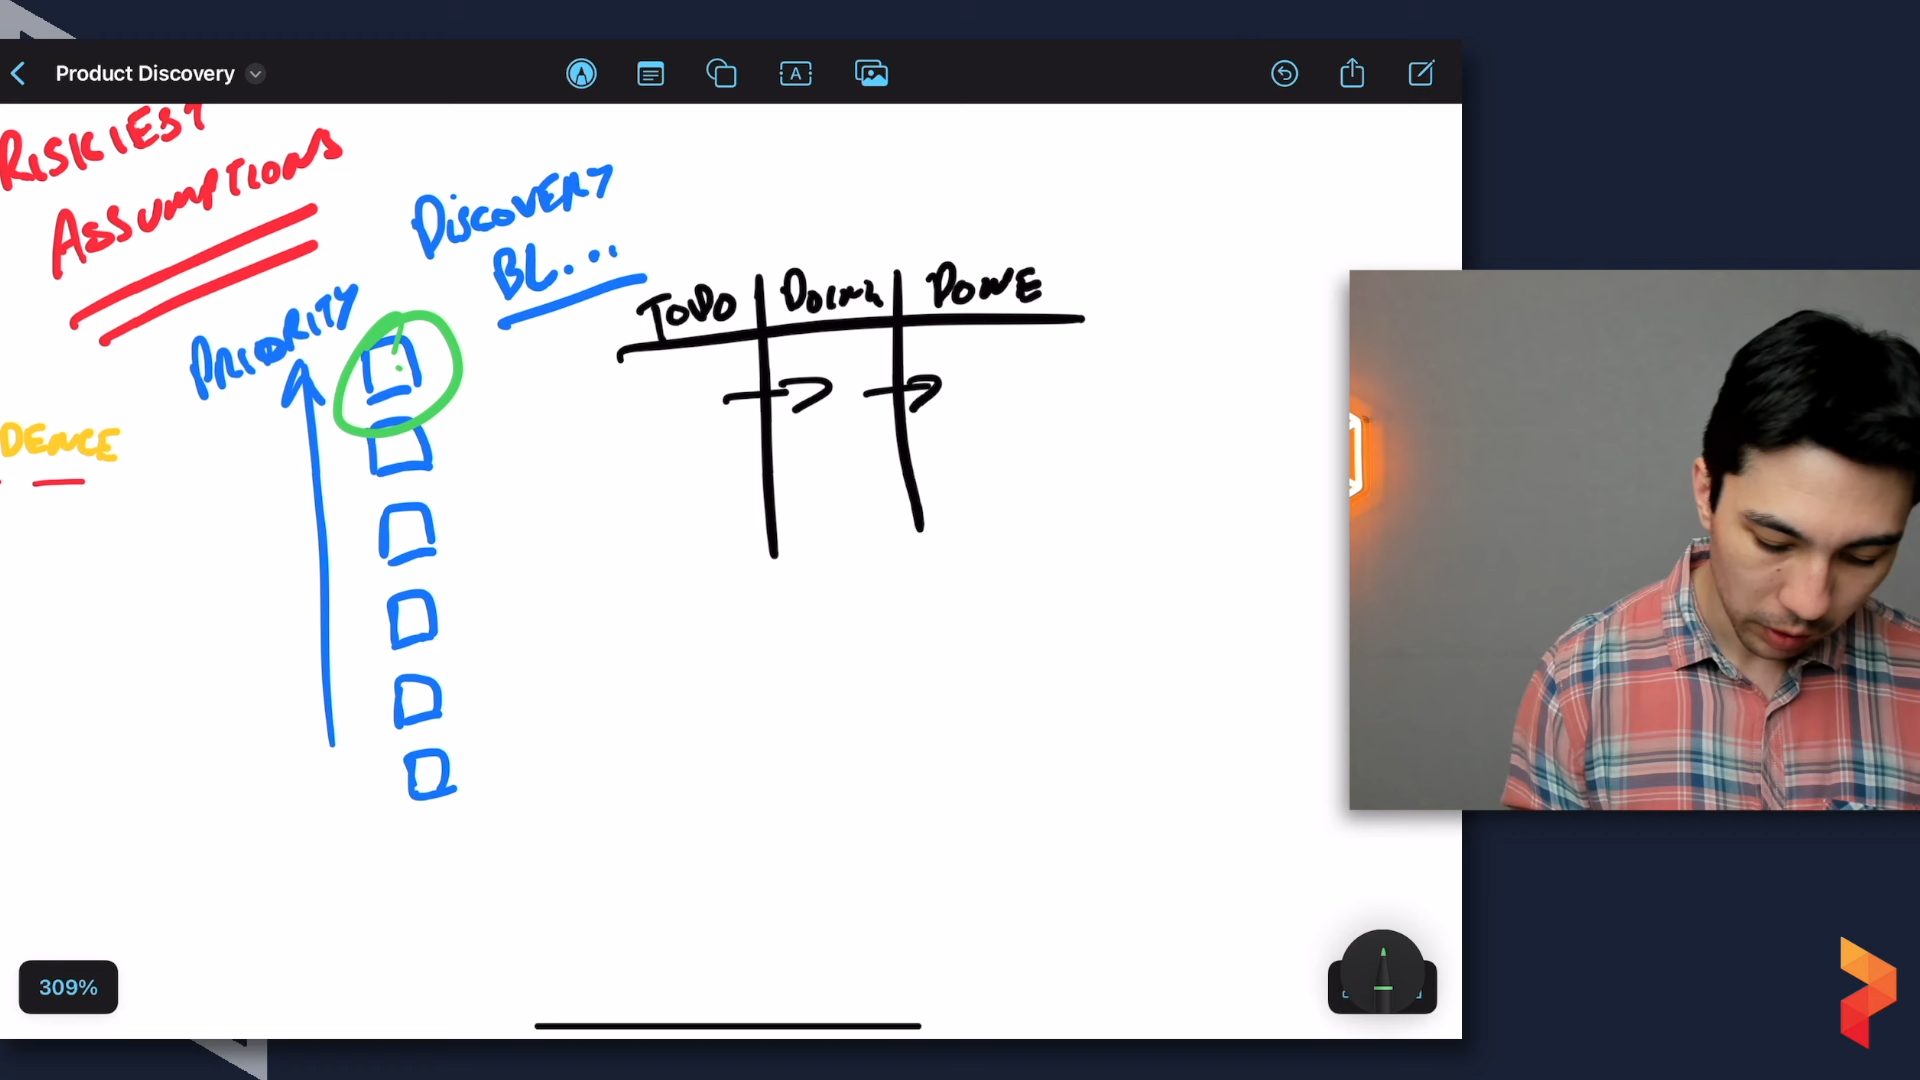 Product Discovery
RISKIEST
ASSUMPTIONS
DISCOVERY
BL...
PRIORITY
TODO DOING DONE
DENCE
309%